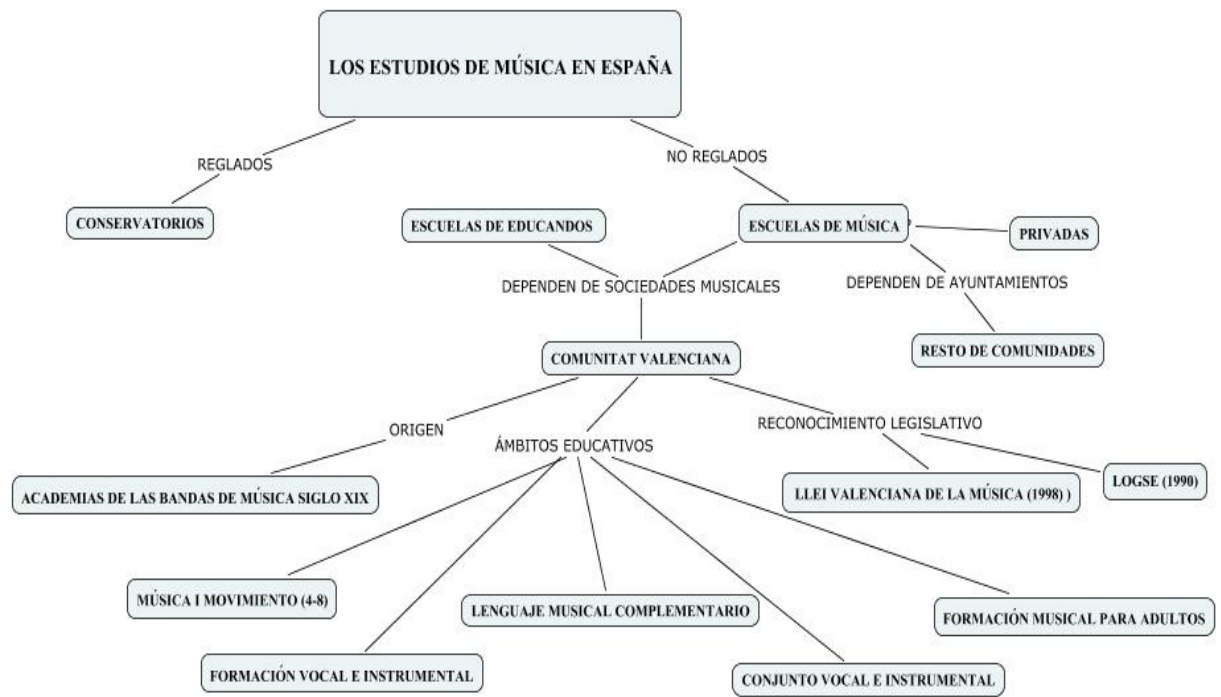 LOS ESTUDIOS DE MÚSICA EN ESPAÑA
REGLADOS
NO REGLADOS
CONSERVATORIOS
ESCUELAS DE EDUCANDOS
ESCUELAS DE MÚSICA
PRIVADAS
DEPENDEN DE SOCIEDADES MUSICALES
DEPENDEN DE AYUNTAMIENTOS
COMUNITAT VALENCIANA
RESTO DE COMUNIDADES
ORIGEN
ÁMBITOS EDUCATIVOS
RECONOCIMIENTO LEGISLATIVO
ACADEMIAS DE LAS BANDAS DE MÚSICA SIGLO XIX
LLEI VALENCIANA DE LA MÚSICA (1998) )
LOGSE (1990)
MÚSICA I MOVIMIENTO (4-8)
LENGUAJE MUSICAL COMPLEMENTARIO
FORMACIÓN MUSICAL PARA ADULTOS
FORMACIÓN VOCAL E INSTRUMENTAL
CONJUNTO VOCAL E INSTRUMENTAL